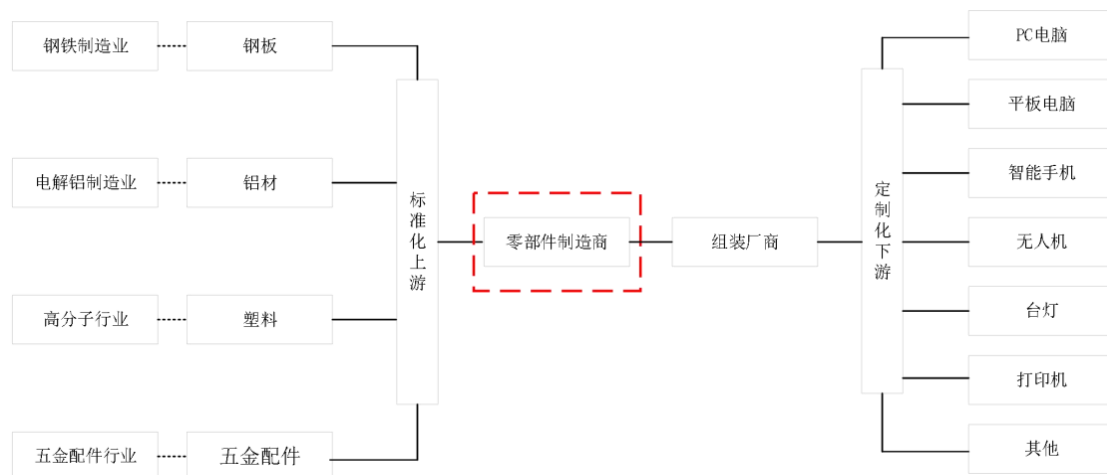 钢铁制造业
钢板
电解铝制造业
铝材
高分子行业
塑料
五金配件行业
五金配件
标准化上游
零部件制造商
组装厂商
定制化下游
PC电脑
平板电脑
智能手机
无人机
台灯
打印机
其他